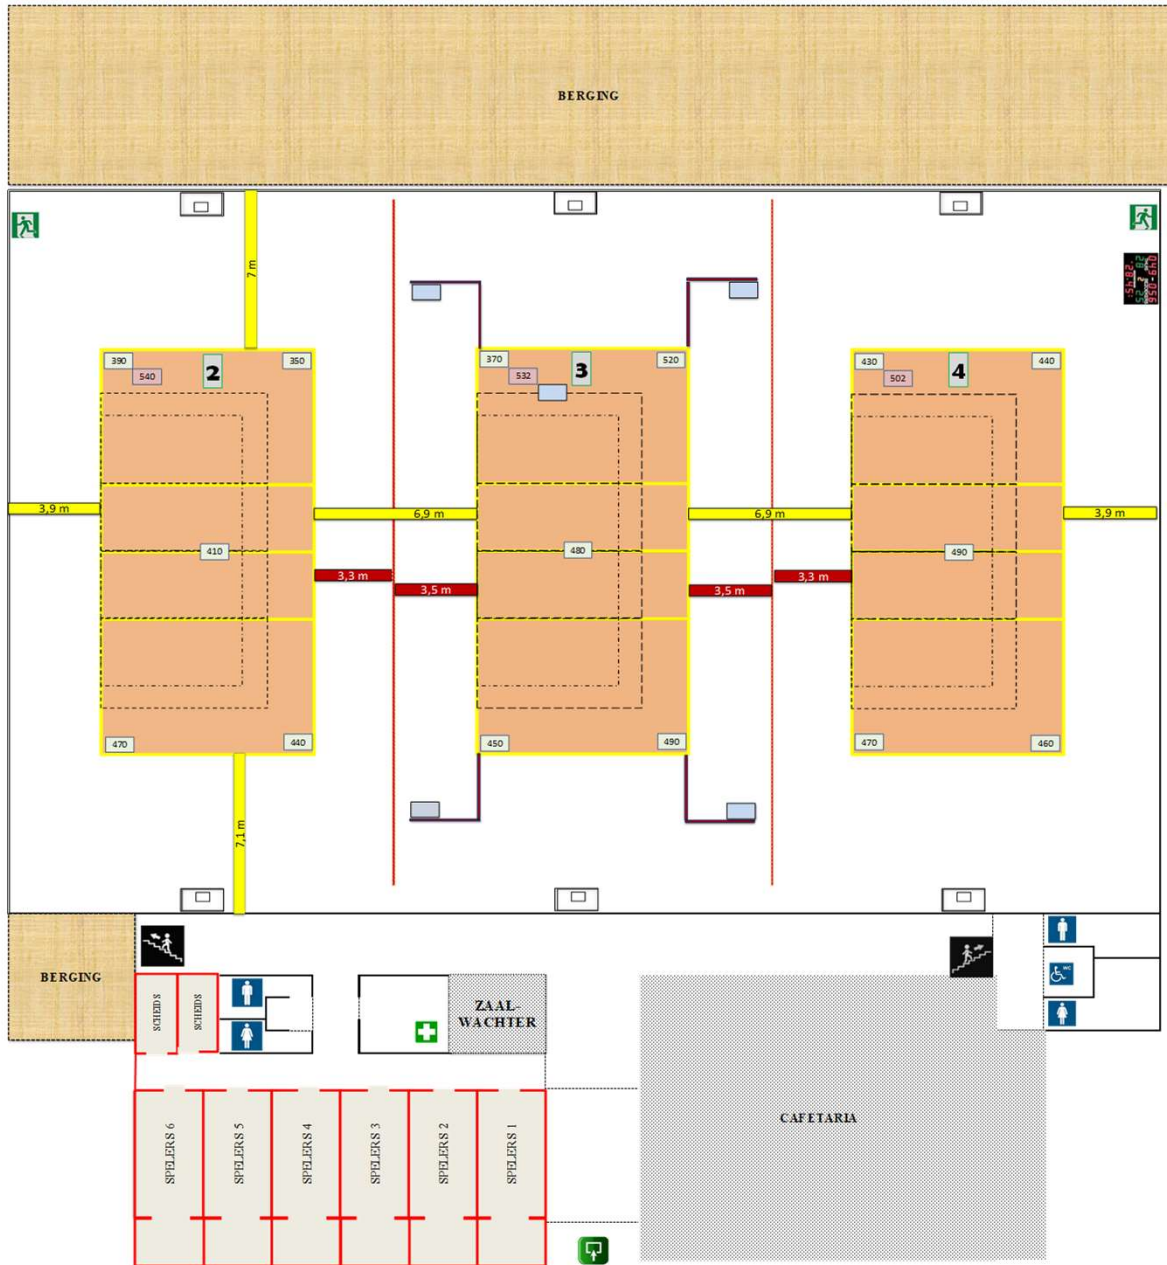 BERGING
7 m
390
350
540
2
370
520
532
3
430
440
502
4
3,9 m
6,9 m
6,9 m
3,9 m
410
480
490
3,3 m
3,5 m
3,5 m
3,3 m
470
440
450
490
470
460
7,1 m
BERGING
SCHEIDS
SCHEIDS
ZAAL-
WACHTER
WC
SPELERS 6
SPELERS 5
SPELERS 4
SPELERS 3
SPELERS 2
SPELERS 1
CAFETARIA